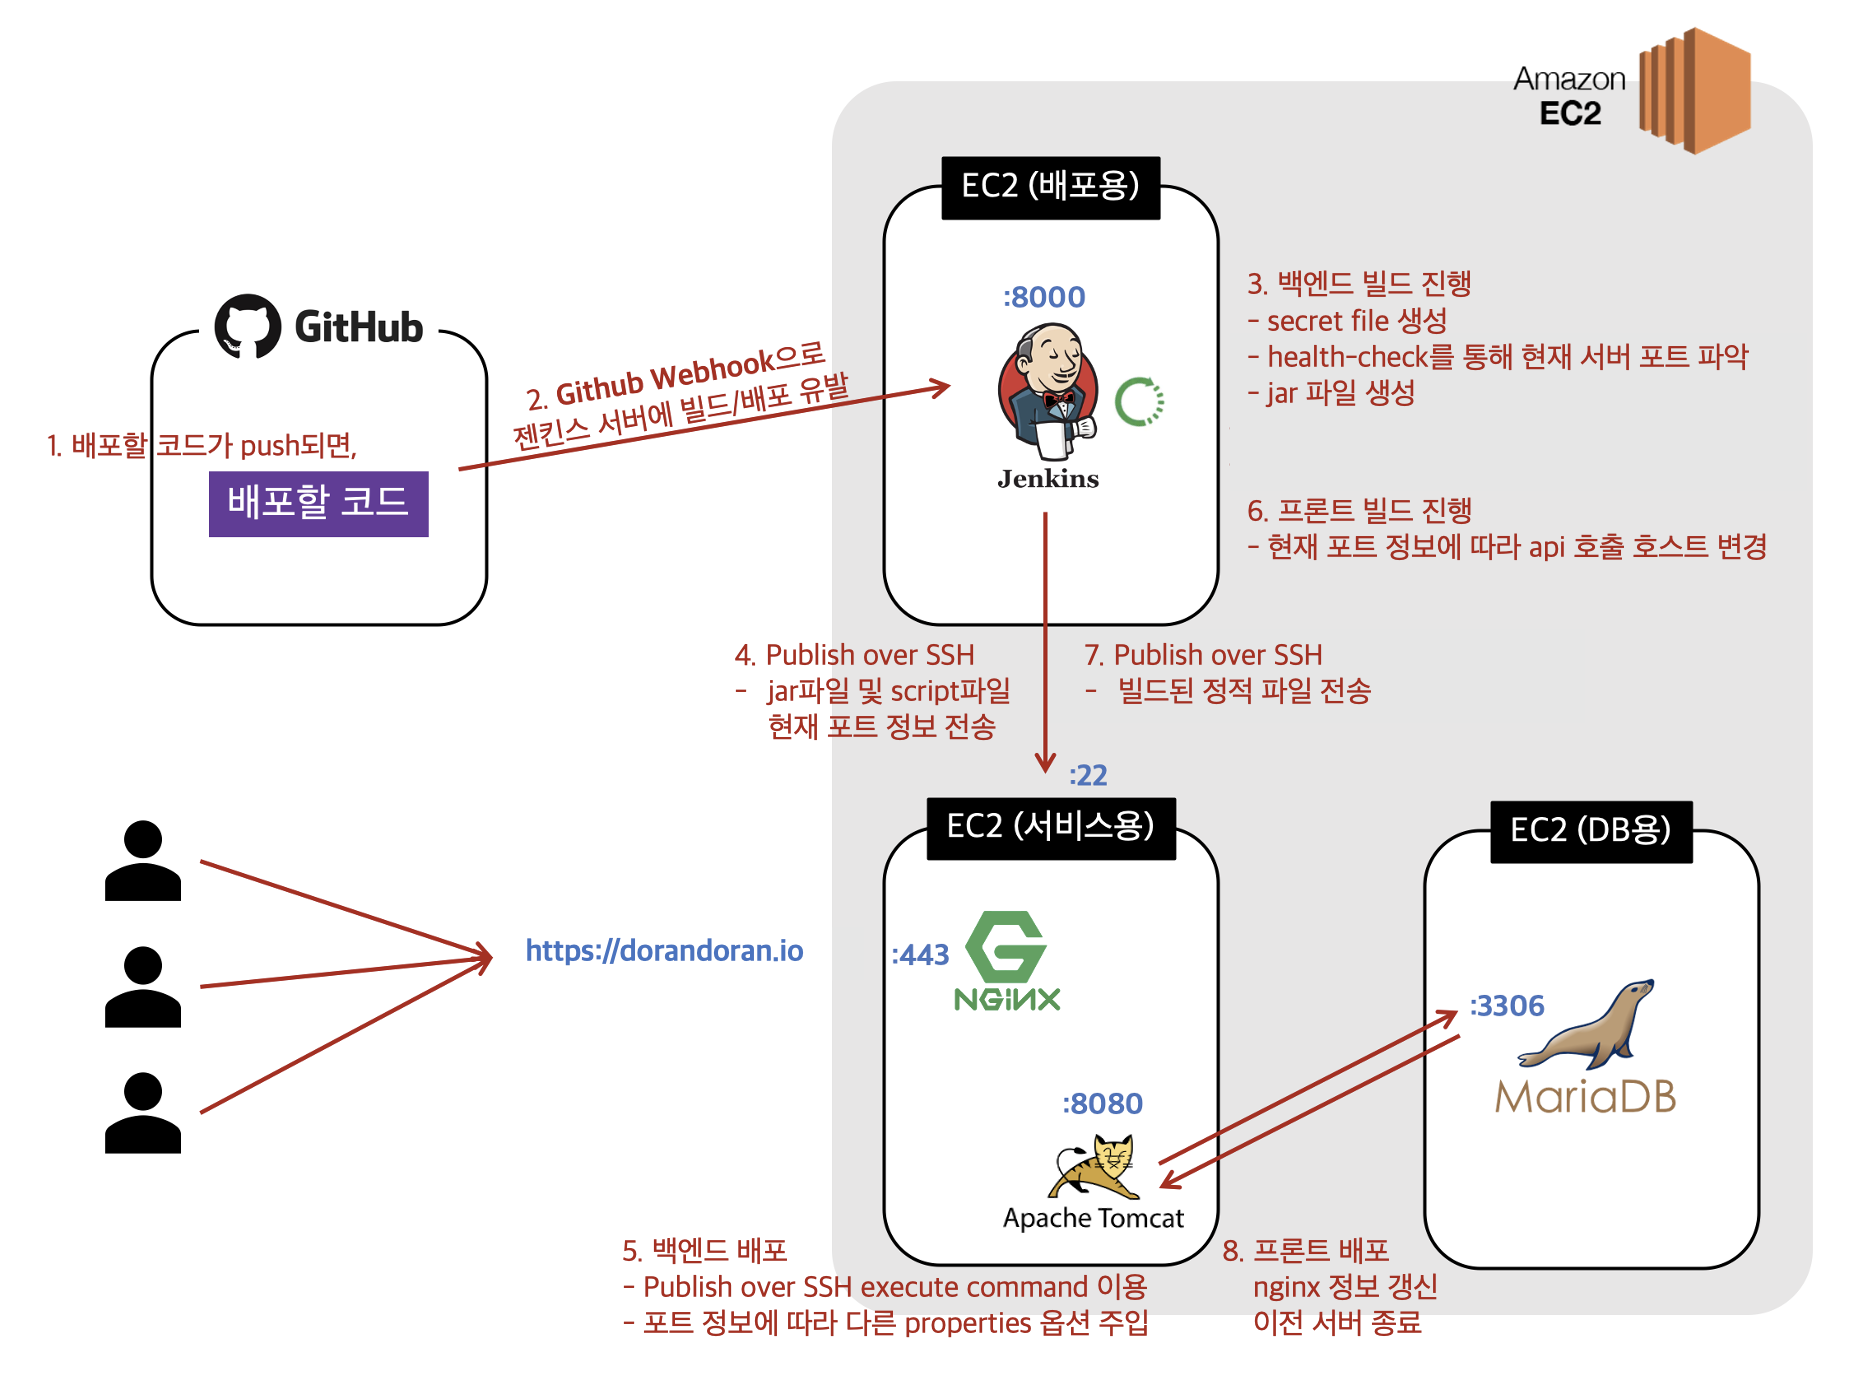 Amazon
EC2
EC2 (배포용)
:8000
Jenkins
3. 백엔드 빌드 진행
- secret file 생성
- health-check를 통해 현재 서버 포트 파악
- jar 파일 생성
GitHub
2. Github Webhook으로
젠킨스 서버에 빌드/배포 유발
1. 배포할 코드가 push되면,
배포할 코드
6. 프론트 빌드 진행
- 현재 포트 정보에 따라 api 호출 호스트 변경
4. Publish over SSH
- jar파일 및 script파일
현재 포트 정보 전송
7. Publish over SSH
- 빌드된 정적 파일 전송
:22
EC2 (서비스용)
EC2 (DB용)
https://dorandoran.io
:443
NGiNX
:3306
MariaDB
:8080
Apache Tomcat
5. 백엔드 배포
- Publish over SSH execute command 이용
- 포트 정보에 따라 다른 properties 옵션 주입
8. 프론트 배포
nginx 정보 갱신
이전 서버 종료